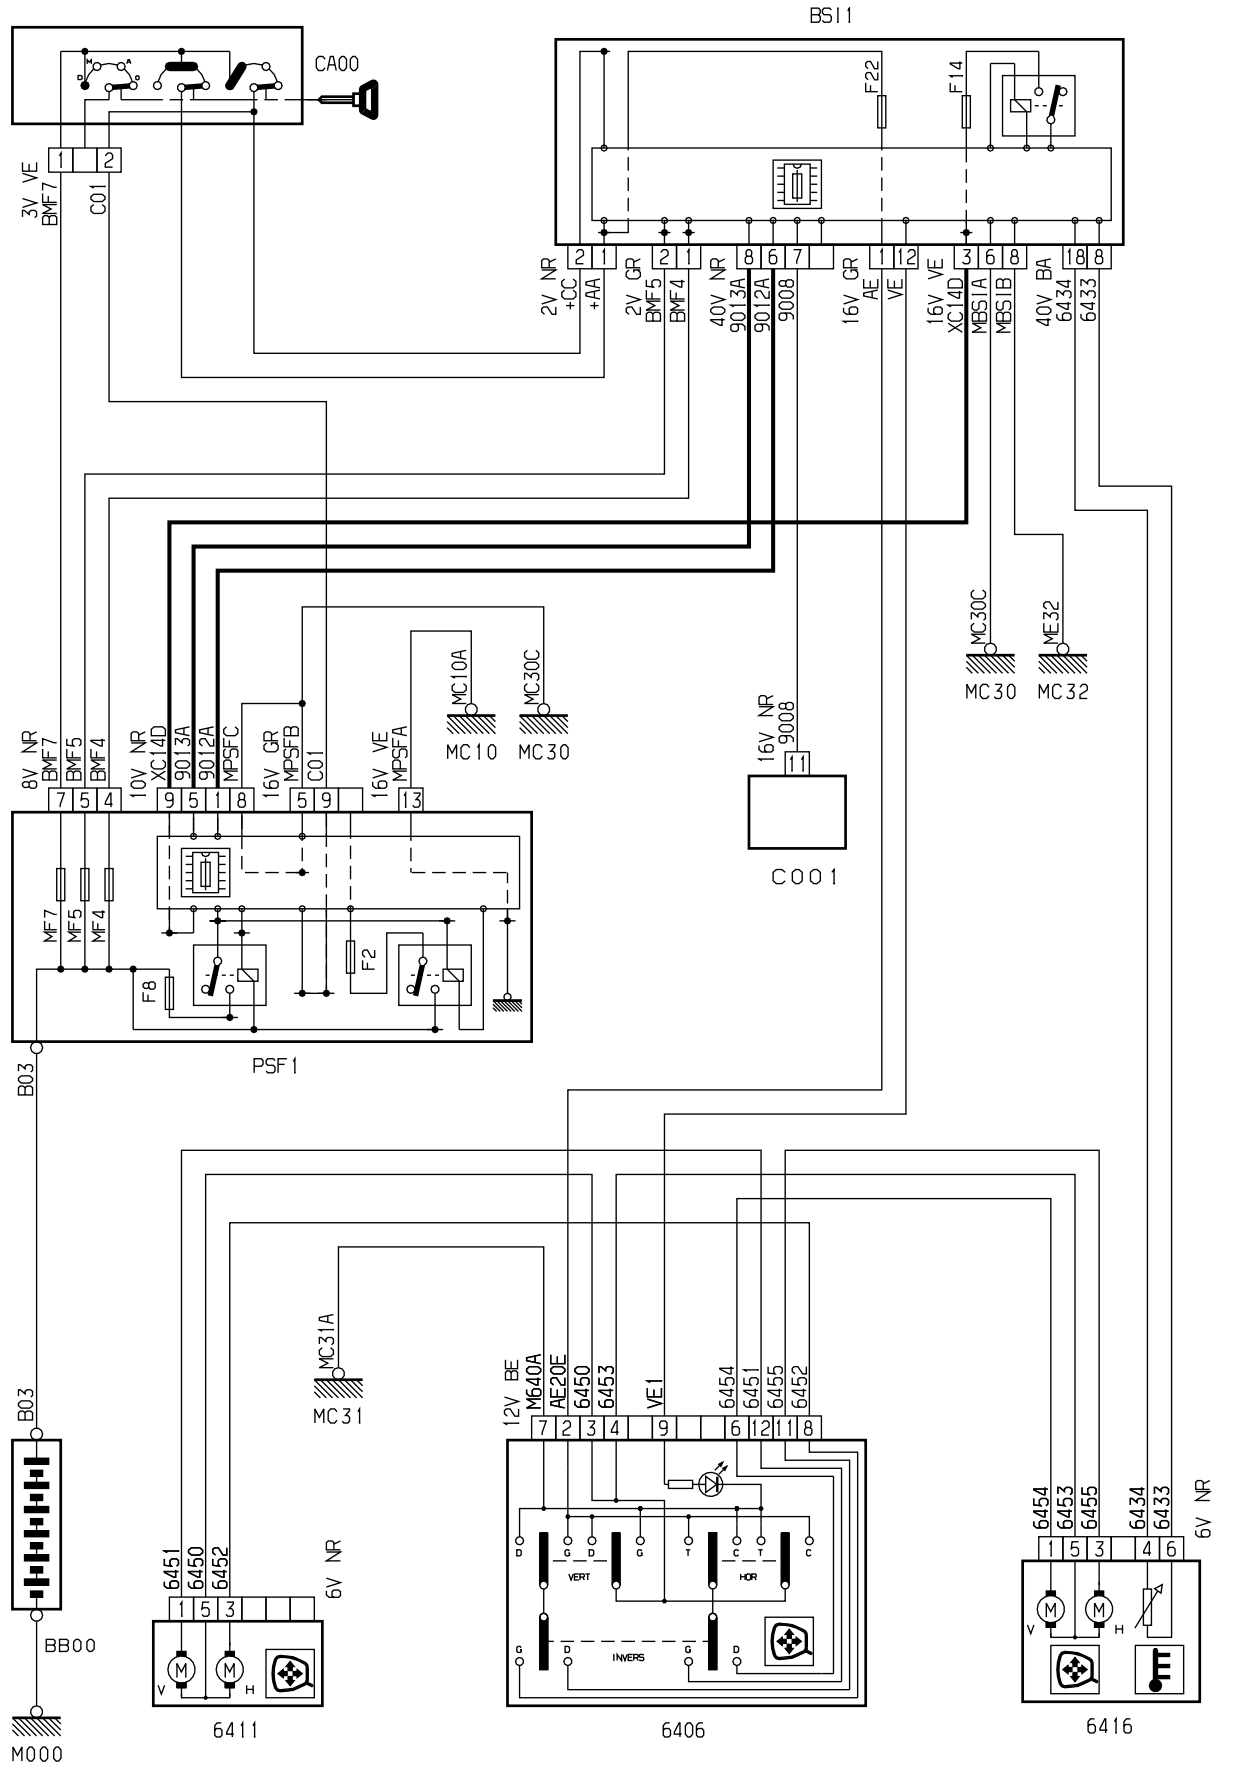 BSI1
CA00
M A
D O
F22
F14
1 2
3V VE
BMF7
C01
2 1 2 1 8 6 7 1 12 3 6 8 18 8
2V NR
+CC
+AA
2V GR
BMF5
BMF4
40V NR
9013A
9012A
9008
16V GR
AE
VE
16V VE
XC14D
MBSIA
MBSIB
40V BA
6434
6433
MC30C
ME32
MC30
MC32
MC10A
MC30C
MC10
MC30
16V NR
9008
11
C001
8V NR
BMF7
BMF5
BMF4
10V NR
XC14D
9013A
9012A
MPSFC
16V GR
MPSFB
C01
16V VE
MPSFA
7 5 4 9 5 1 8 5 9 13
MF7
MF5
MF4
F8
F2
PSF1
B03
B03
BB00
M000
MC31A
MC31
12V BE
M640A
AE20E
6450
6453
VE1
6454
6451
6455
6452
7 2 3 4 9 6 12 11 8
D G D G T C T C
VERT
HOR
G D G D
INVERS
6406
6451
6450
6452
6V NR
1 5 3
M M
V H
6411
6454
6453
6455
6434
6433
6V NR
1 5 3 4 6
M M
V H
6416